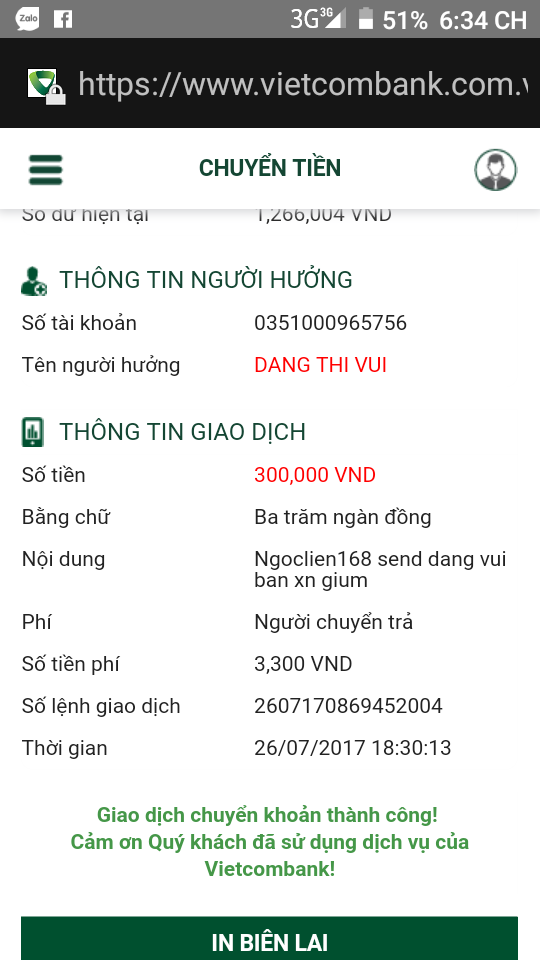 Zalo 3G 3G 51% 6:34 CH
https://www.vietcombank.com.v
CHUYỂN TIỀN
Số dư hiện tại 1,266,004 VND
THÔNG TIN NGƯỜI HƯỞNG
Số tài khoản 0351000965756
Tên người hưởng DANG THI VUI
THÔNG TIN GIAO DỊCH
Số tiền 300,000 VND
Bằng chữ Ba trăm ngàn đồng
Nội dung Ngoclien168 send dang vui
ban xn gium
Phí Người chuyển trả
Số tiền phí 3,300 VND
Số lệnh giao dịch 2607170869452004
Thời gian 26/07/2017 18:30:13
Giao dịch chuyển khoản thành công!
Cảm ơn Quý khách đã sử dụng dịch vụ của
Vietcombank!
IN BIÊN LAI